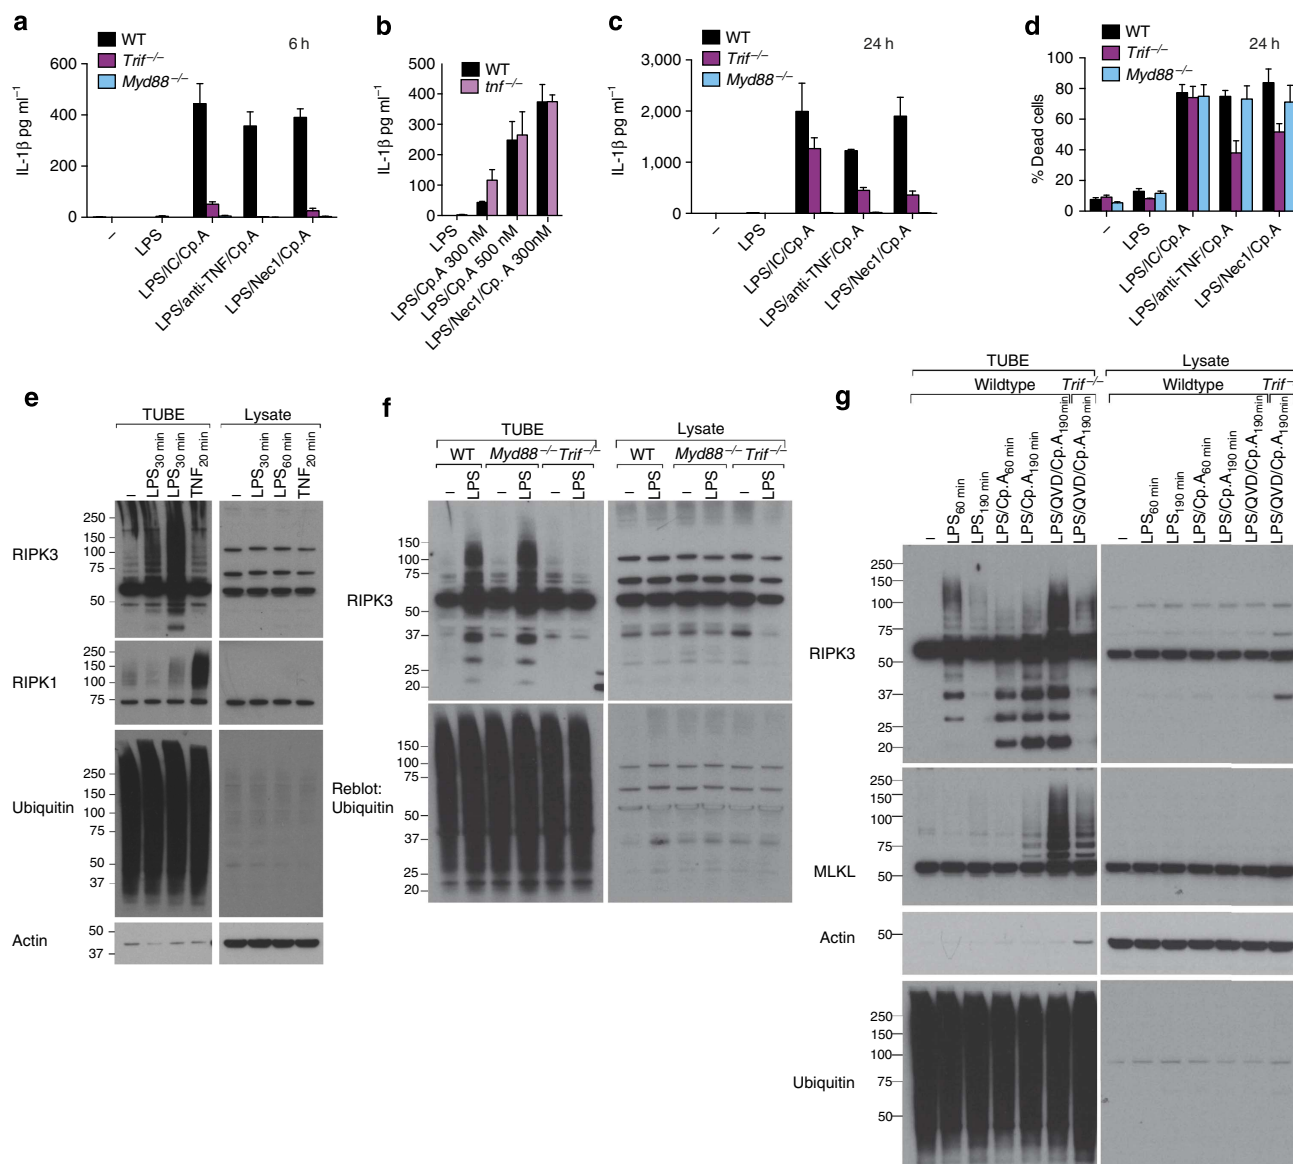 a
WT
Trif−/−
Myd88−/−
6 h
IL-1β pg ml−1
600
400
200
0
–
LPS
LPS/IC/Cp.A
LPS/anti-TNF/Cp.A
LPS/Nec1/Cp.A
b
WT
tnf−/−
IL-1β pg ml−1
500
400
300
200
100
0
LPS
LPS/Cp.A 300 nM
LPS/Cp.A 500 nM
LPS/Nec1/Cp. A 300nM
c
WT
Trif−/−
Myd88−/−
24 h
IL-1β pg ml−1
3,000
2,000
1,000
0
–
LPS
LPS/IC/Cp.A
LPS/anti-TNF/Cp.A
LPS/Nec1/Cp.A
d
WT
Trif−/−
Myd88−/−
24 h
% Dead cells
100
80
60
40
20
0
–
LPS
LPS/IC/Cp.A
LPS/anti-TNF/Cp.A
LPS/Nec1/Cp.A
e
TUBE Lysate
– LPS30 min LPS30 min TNF20 min – LPS30 min LPS60 min TNF20 min
RIPK3
250
150
100
75
50
RIPK1
250
150
100
75
Ubiquitin
250
150
100
75
50
37
Actin
50
37
f
TUBE Lysate
WT Myd88−/− Trif−/− WT Myd88−/− Trif−/−
– LPS – LPS – LPS – LPS – LPS – LPS
RIPK3
150
100
75
50
37
25
20
Reblot:
Ubiquitin
150
100
75
50
37
25
20
g
TUBE Lysate
Wildtype Trif−/− Wildtype Trif−/−
– LPS60 min LPS190 min LPS/Cp.A60 min LPS/Cp.A190 min LPS/QVD/Cp.A190 min LPS/QVD/Cp.A190 min
– LPS60 min LPS190 min LPS/Cp.A60 min LPS/Cp.A190 min LPS/QVD/Cp.A190 min LPS/QVD/Cp.A190 min
RIPK3
250
150
100
75
50
37
25
20
MLKL
250
150
100
75
50
Actin
50
Ubiquitin
250
150
100
75
50